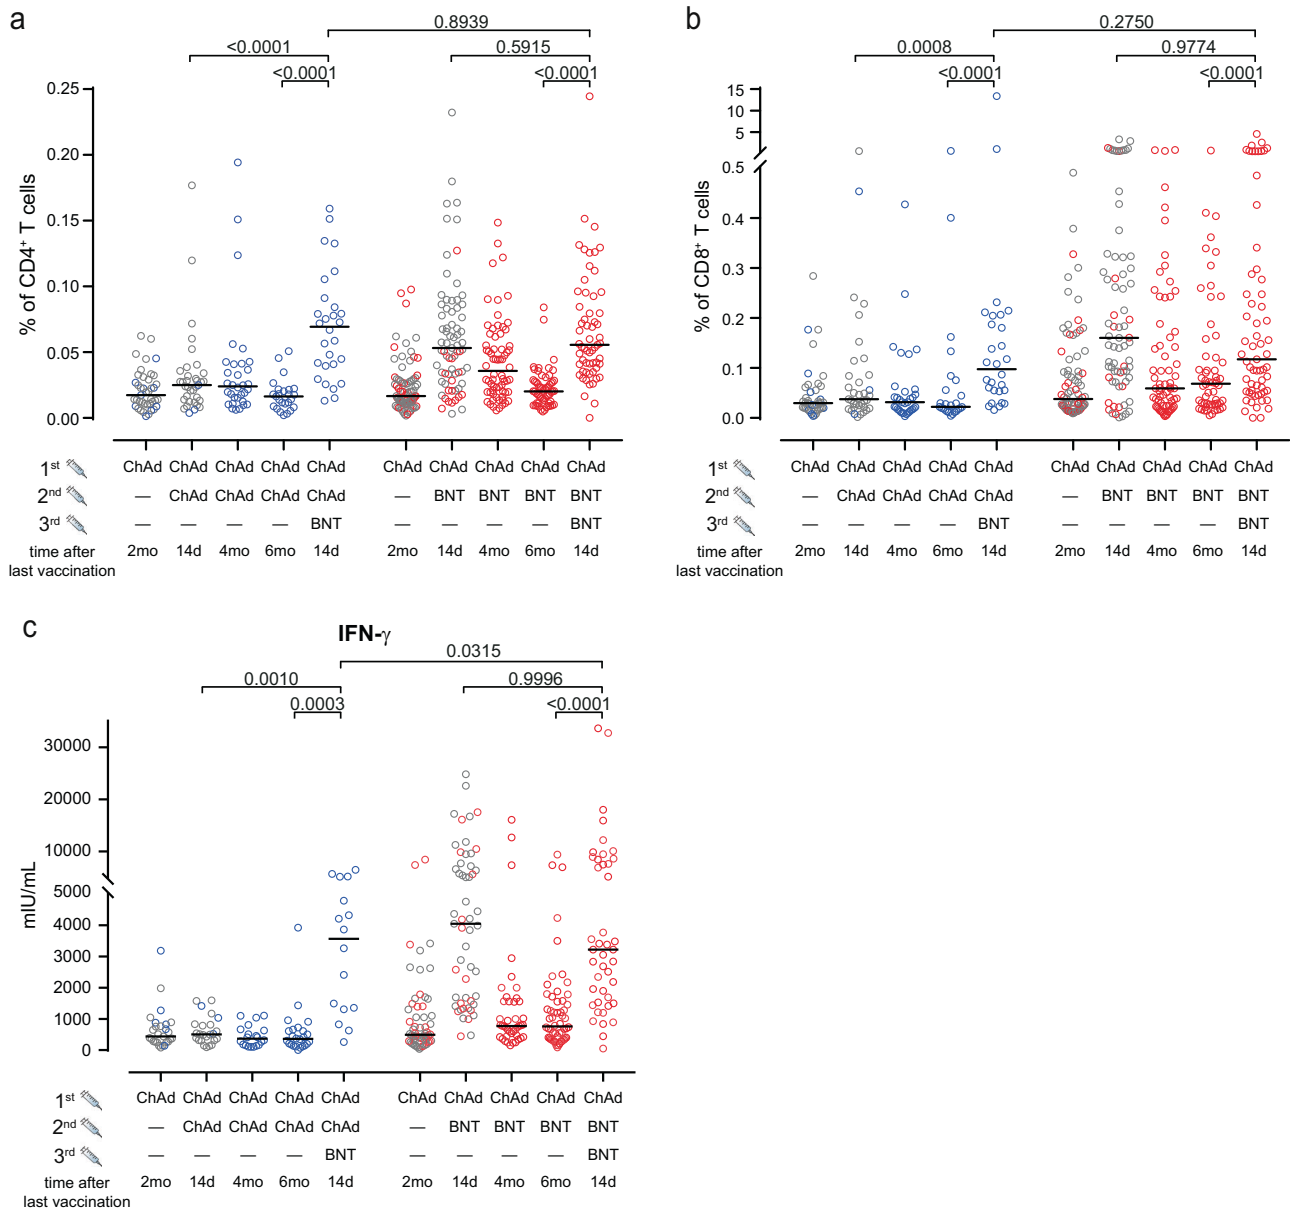 a
0.8939
<0.0001
0.5915
<0.0001
<0.0001
0.25
0.20
0.15
0.10
0.05
0.00
% of CD4+ T cells
1st ChAd ChAd ChAd ChAd ChAd ChAd ChAd ChAd ChAd ChAd
2nd — ChAd ChAd ChAd ChAd — BNT BNT BNT BNT
3rd — — — — BNT — — — — BNT
time after last vaccination 2mo 14d 4mo 6mo 14d 2mo 14d 4mo 6mo 14d
b
0.2750
0.0008
0.9774
<0.0001
<0.0001
15
10
5
0.5
0.4
0.3
0.2
0.1
0.0
% of CD8+ T cells
1st ChAd ChAd ChAd ChAd ChAd ChAd ChAd ChAd ChAd ChAd
2nd — ChAd ChAd ChAd ChAd — BNT BNT BNT BNT
3rd — — — — BNT — — — — BNT
time after last vaccination 2mo 14d 4mo 6mo 14d 2mo 14d 4mo 6mo 14d
c
IFN-γ
0.0315
0.0010
0.9996
0.0003
<0.0001
30000
20000
10000
5000
4000
3000
2000
1000
0
mIU/mL
1st ChAd ChAd ChAd ChAd ChAd ChAd ChAd ChAd ChAd ChAd
2nd — ChAd ChAd ChAd ChAd — BNT BNT BNT BNT
3rd — — — — BNT — — — — BNT
time after last vaccination 2mo 14d 4mo 6mo 14d 2mo 14d 4mo 6mo 14d